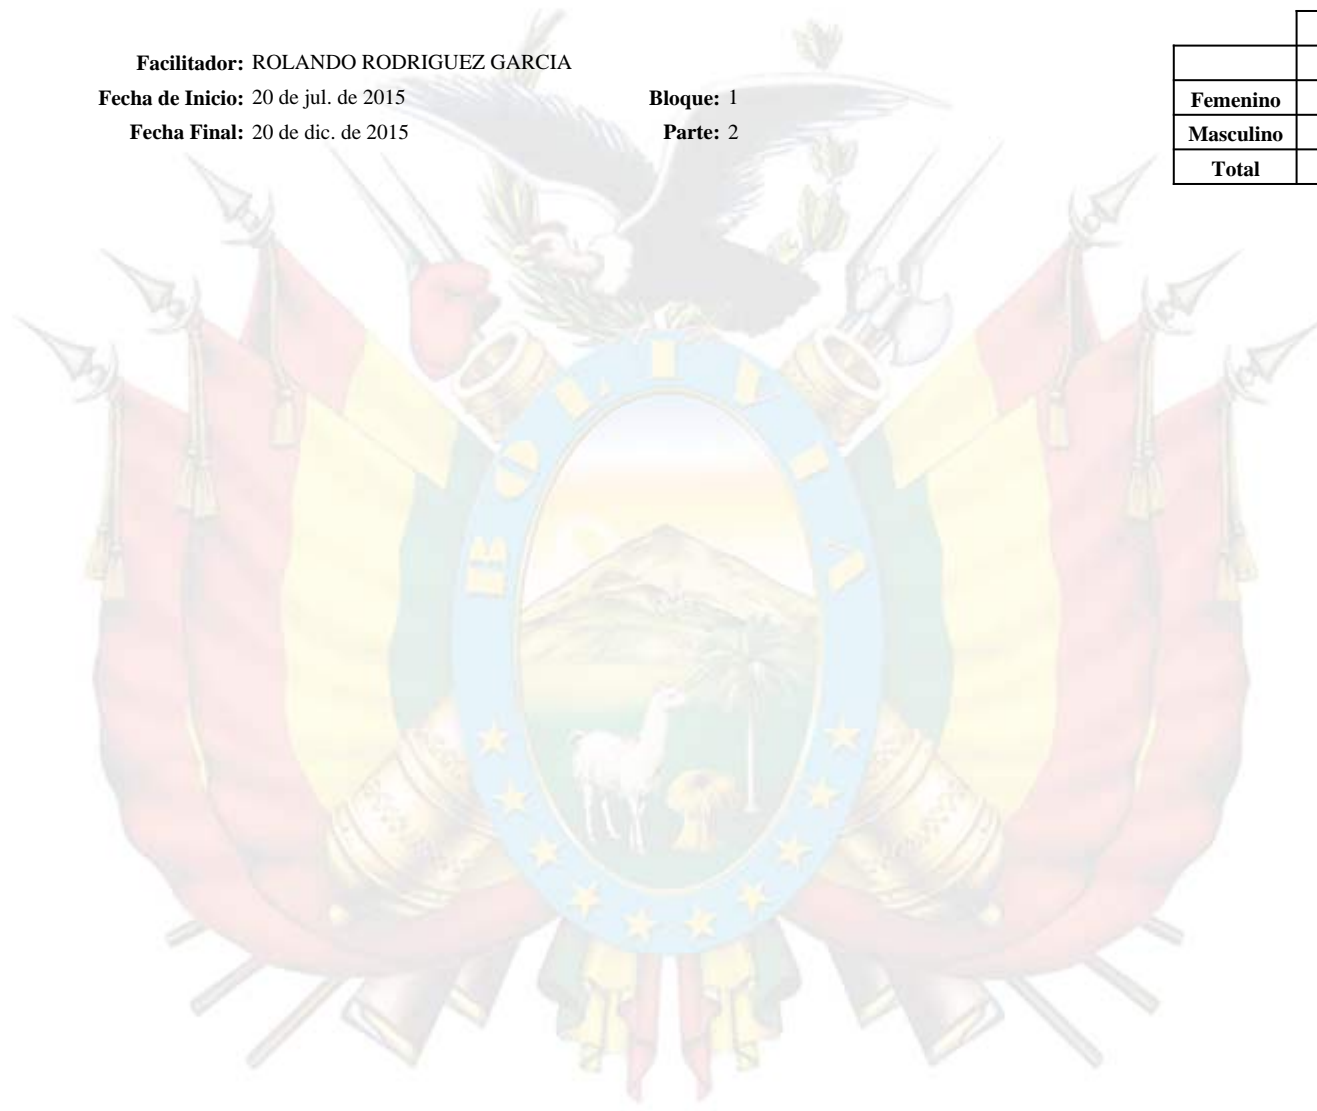 Facilitador: ROLANDO RODRIGUEZ GARCIA
Fecha de Inicio: 20 de jul. de 2015
Bloque: 1
Fecha Final: 20 de dic. de 2015
Parte: 2
Femenino
Masculino
Total
BOLIVIA